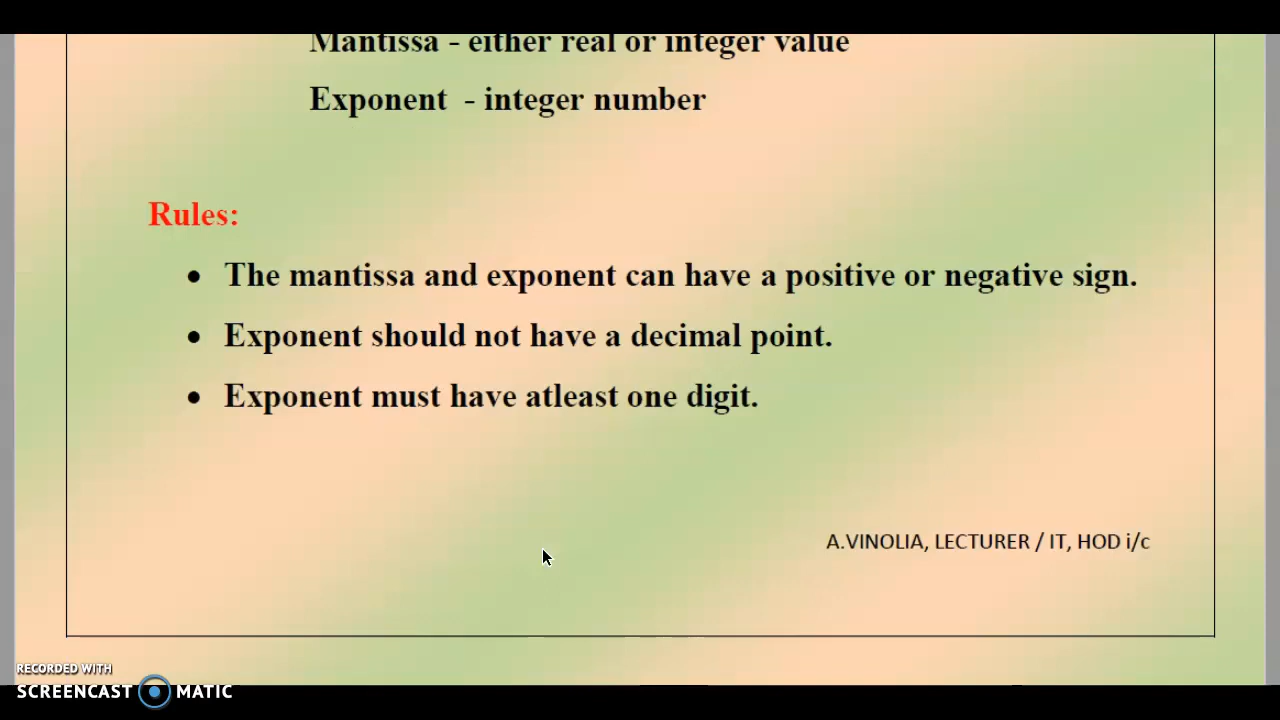 Mantissa - either real or integer value
Exponent - integer number
Rules:
• The mantissa and exponent can have a positive or negative sign.
• Exponent should not have a decimal point.
• Exponent must have atleast one digit.
A.VINOLIA, LECTURER / IT, HOD i/c
RECORDED WITH
SCREENCAST MATIC